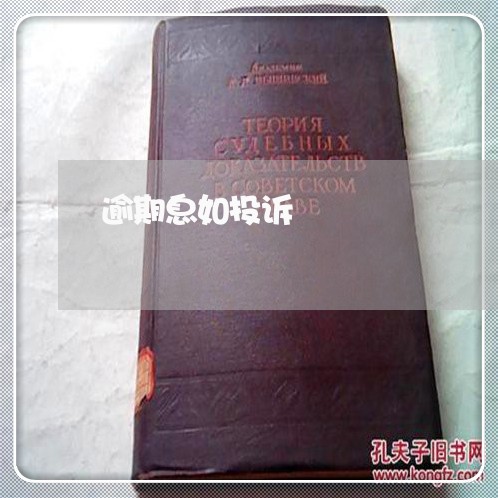 Академик
А. Я. ВЫШИНСКИЙ
ТЕОРИЯ
СУДЕБНЫХ
ДОКАЗАТЕЛЬСТВ
В СОВЕТСКОМ
逾期息如投诉
孔夫子旧书网
www.kongfz.com